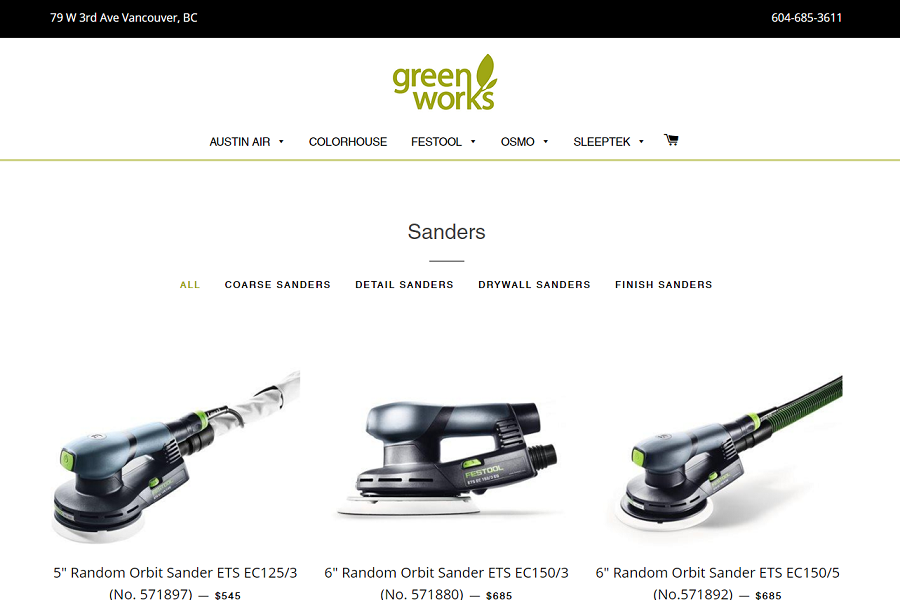 79 W 3rd Ave Vancouver, BC
604-685-3611
green
works
AUSTIN AIR COLORHOUSE FESTOOL OSMO SLEEPTEK
Sanders
ALL COARSE SANDERS DETAIL SANDERS DRYWALL SANDERS FINISH SANDERS
FESTOOL
5" Random Orbit Sander ETS EC125/3
(No. 571897) — $545
6" Random Orbit Sander ETS EC150/3
(No. 571880) — $685
6" Random Orbit Sander ETS EC150/5
(No.571892) — $685